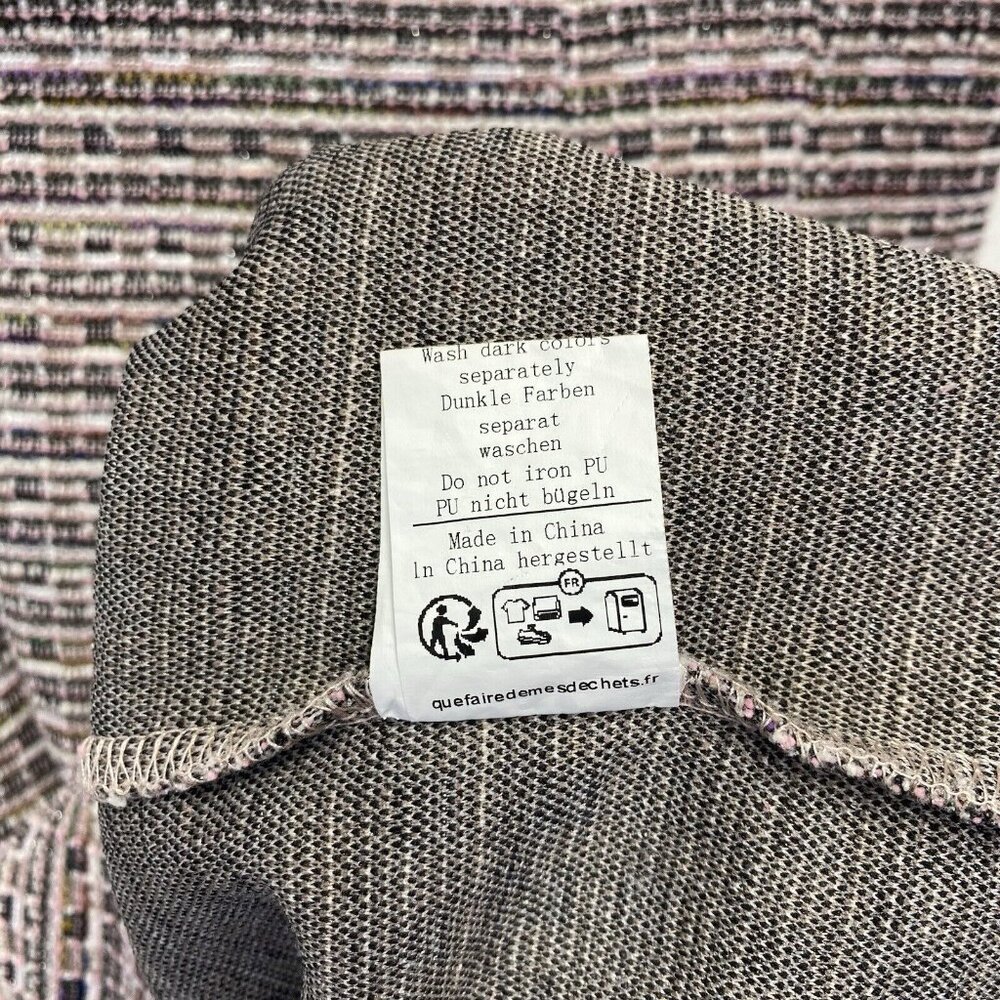 Wash dark colors
separately
Dunkle Farben
separat
waschen
Do not iron PU
PU nicht bügeln
Made in China
In China hergestellt
FR
quefairedemesdechets.fr